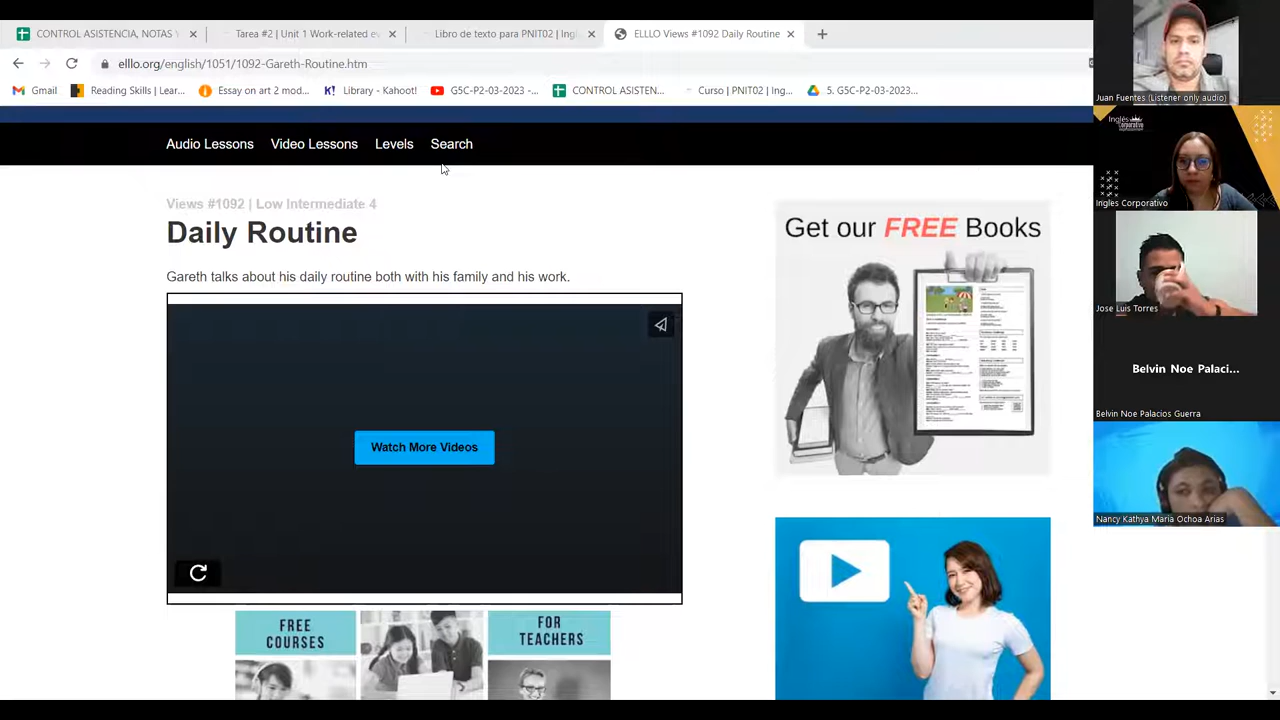 CONTROL ASISTENCIA, NOTAS
Tarea #2 | Unit 1 Work-related e
Libro de texto para PNIT02 | Ingl
ELLLO Views #1092 Daily Routine
elllo.org/english/1051/1092-Gareth-Routine.htm
Gmail
Reading Skills | Lear...
Essay on art 2 mod...
Library - Kahoot!
G5C-P2-03-2023 -...
CONTROL ASISTEN...
Curso | PNIT02 | Ing...
5. G5C-P2-03-2023...
Audio Lessons
Video Lessons
Levels
Search
Views #1092 | Low Intermediate 4
Daily Routine
Gareth talks about his daily routine both with his family and his work.
Watch More Videos
FREE
COURSES
FOR
TEACHERS
Get our FREE Books
Juan Fuentes (Listener only audio)
Inglés
Corporativo
Ingles Corporativo
Jose Luis Torres
Belvin Noe Palaci...
Belvin Noe Palacios Guerra
Nancy Kathya Maria Ochoa Arias